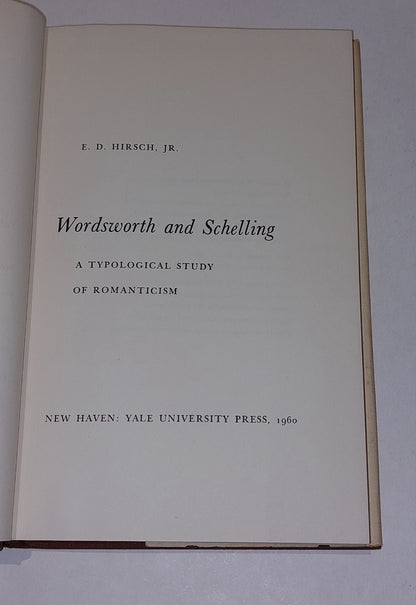 E. D. HIRSCH, JR.
Wordsworth and Schelling
A TYPOLOGICAL STUDY
OF ROMANTICISM
NEW HAVEN: YALE UNIVERSITY PRESS, 1960